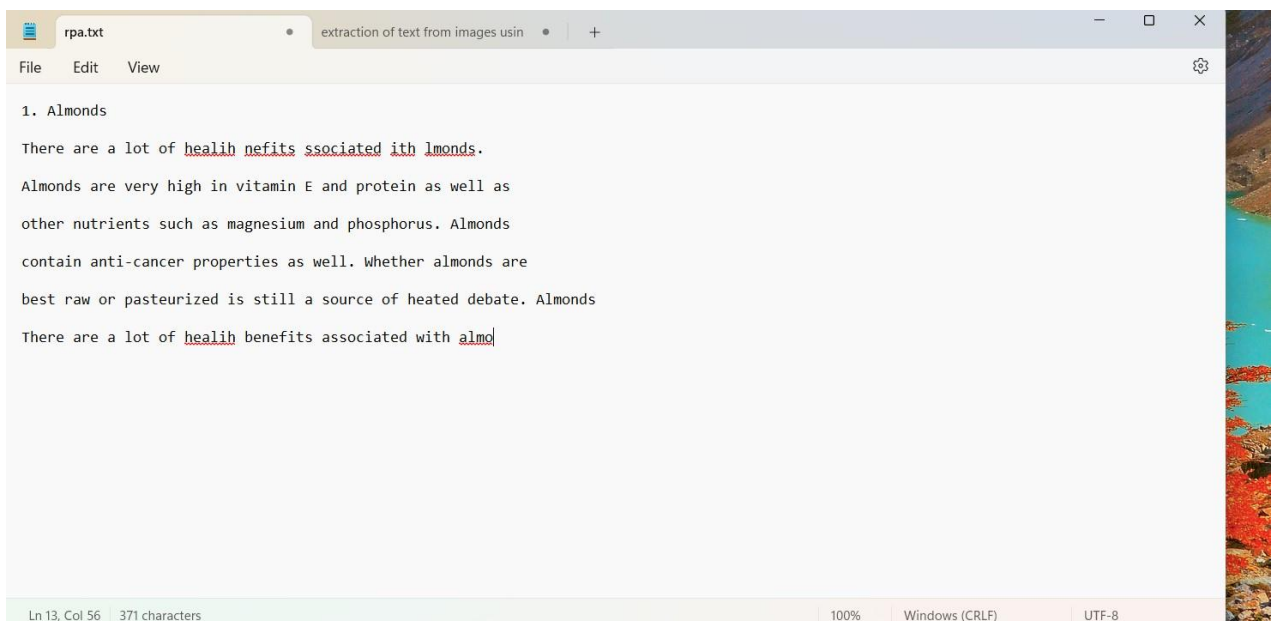 rpa.txt
extraction of text from images usin
File Edit View
1. Almonds
There are a lot of healih nefits ssociated ith lmonds.
Almonds are very high in vitamin E and protein as well as
other nutrients such as magnesium and phosphorus. Almonds
contain anti-cancer properties as well. Whether almonds are
best raw or pasteurized is still a source of heated debate. Almonds
There are a lot of healih benefits associated with almo
Ln 13, Col 56 371 characters 100% Windows (CRLF) UTF-8